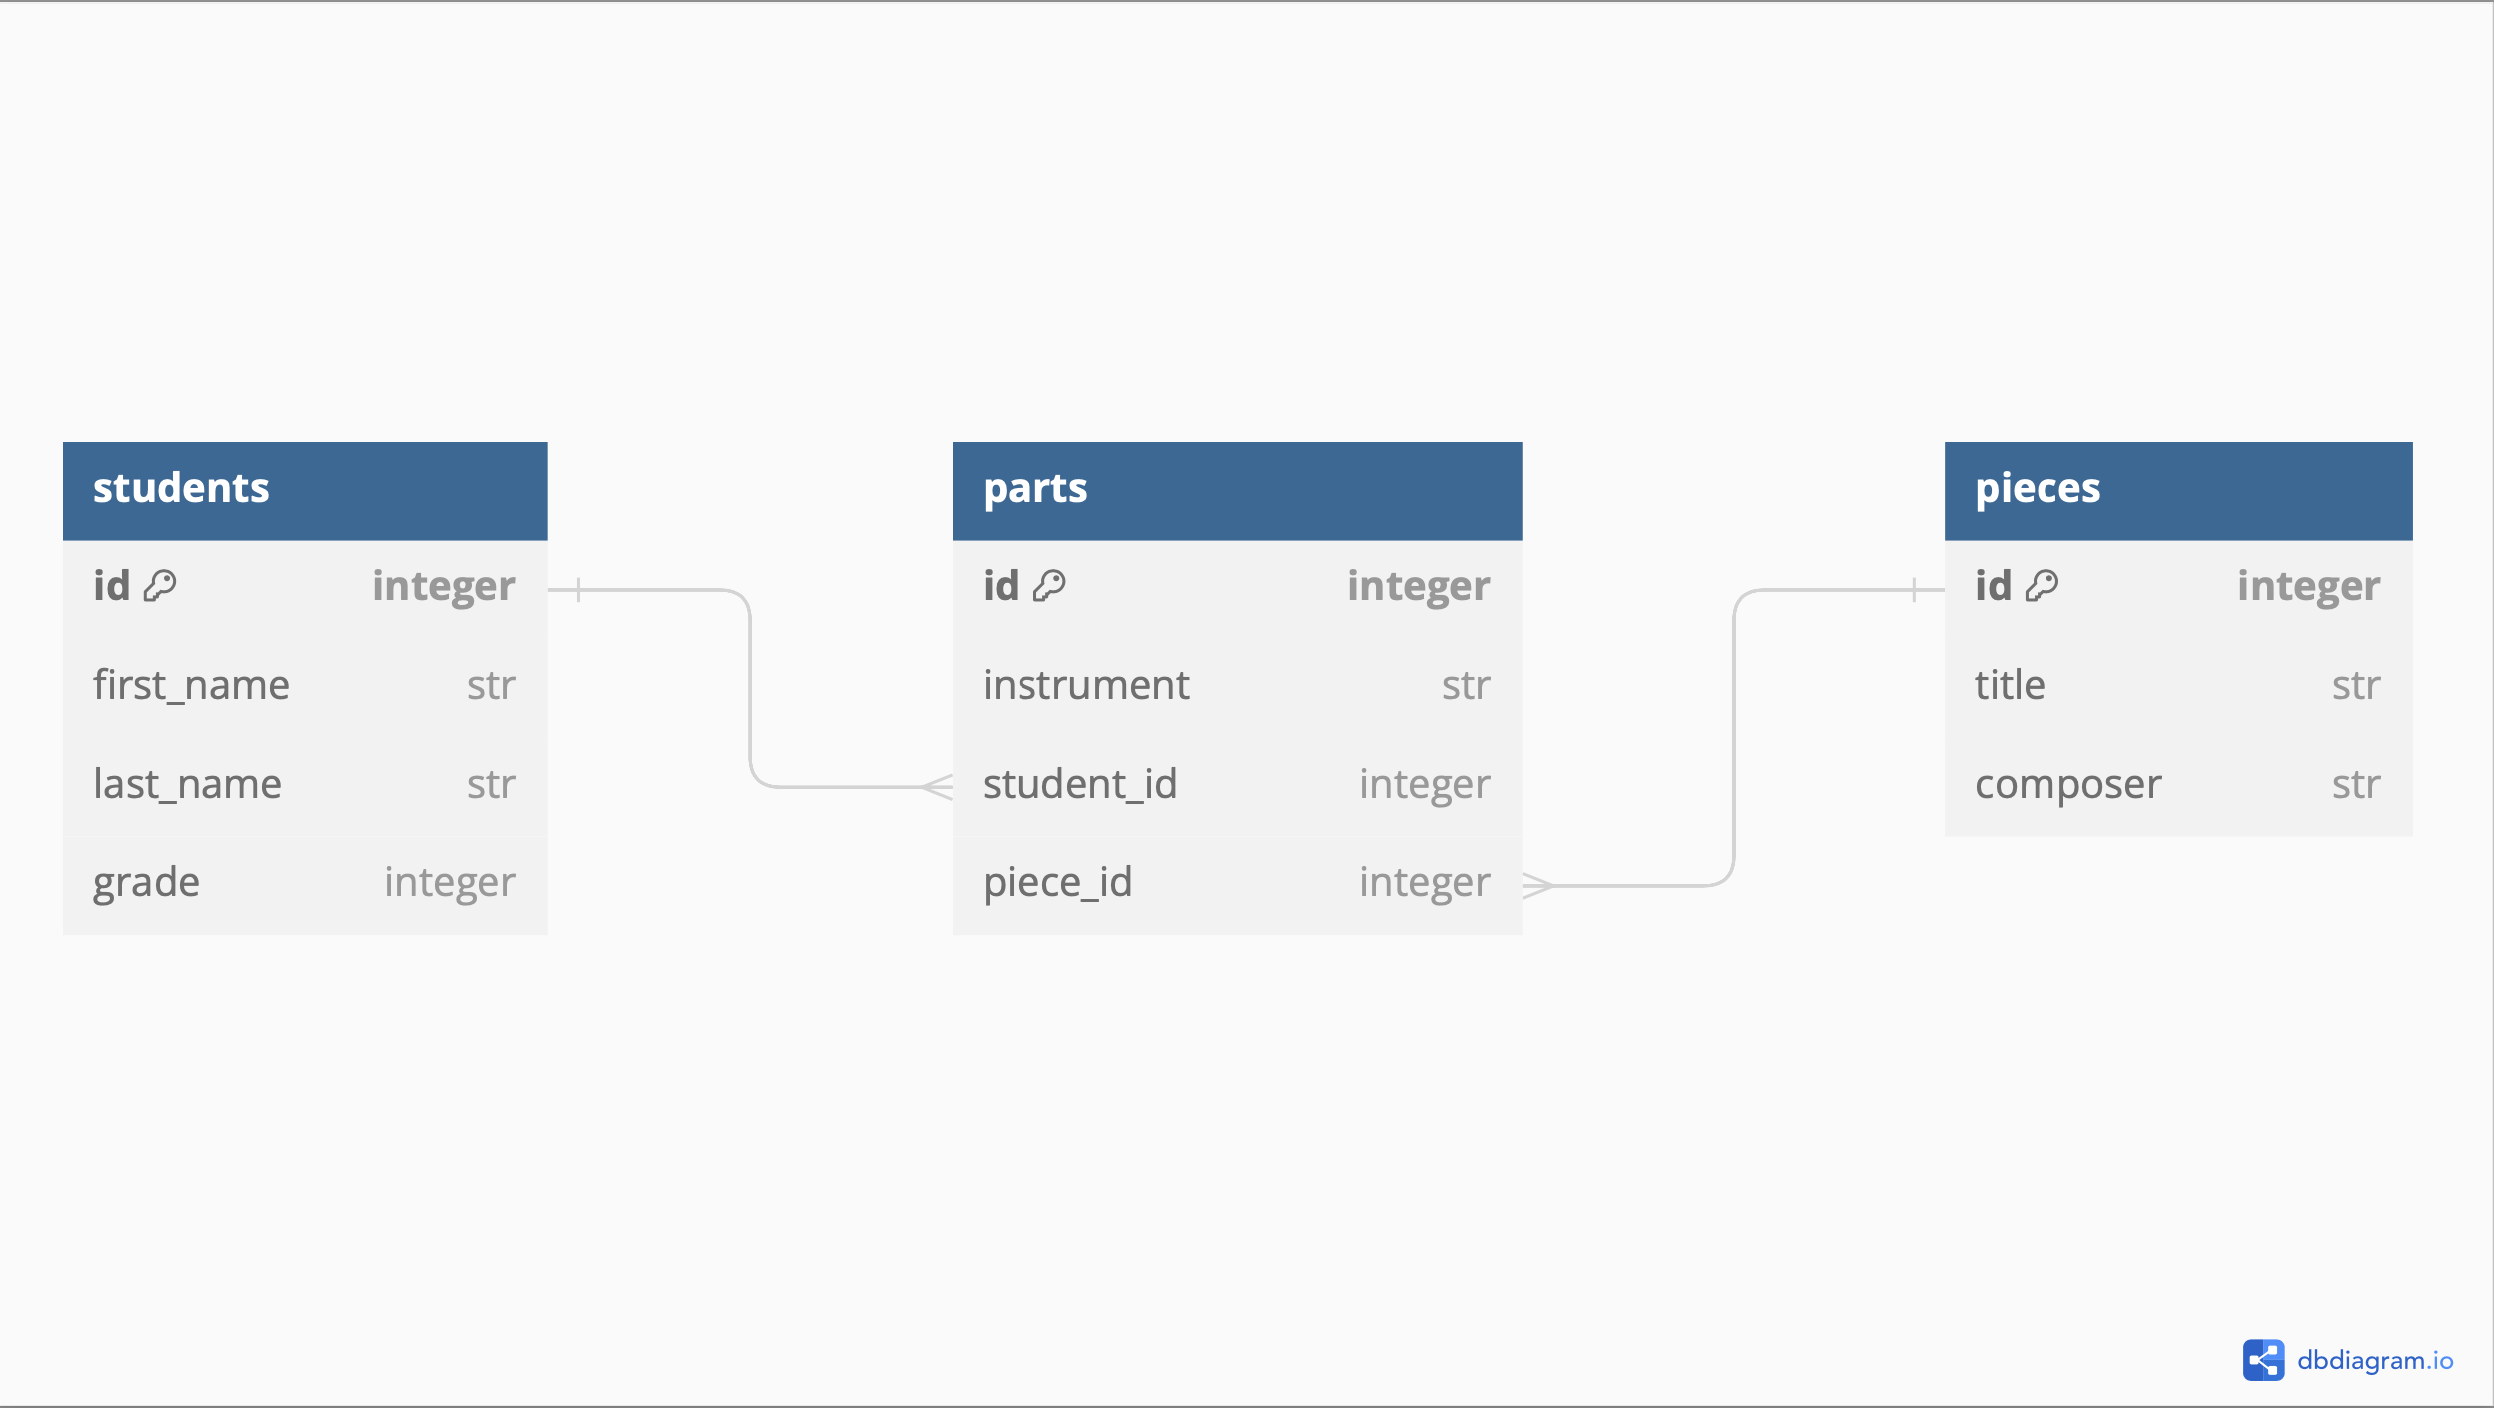 students
id integer
first_name str
last_name str
grade integer
parts
id integer
instrument str
student_id integer
piece_id integer
pieces
id integer
title str
composer str
dbdiagram.io